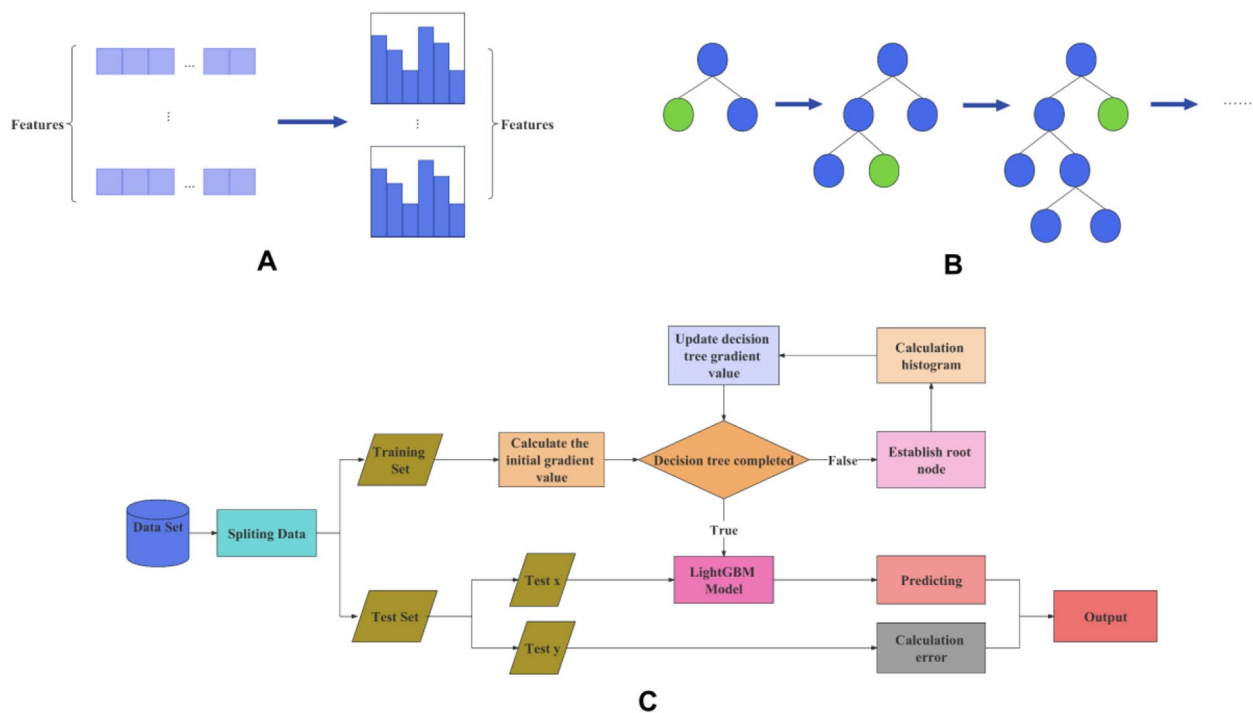 Features
...
...
...
...
Features
A
......
B
Update decision
tree gradient
value
Calculation
histogram
Training
Set
Calculate the
initial gradient
value
Decision tree completed
False
Establish root
node
Data Set
Spliting Data
True
Test x
LightGBM
Model
Predicting
Test Set
Output
Test y
Calculation
error
C